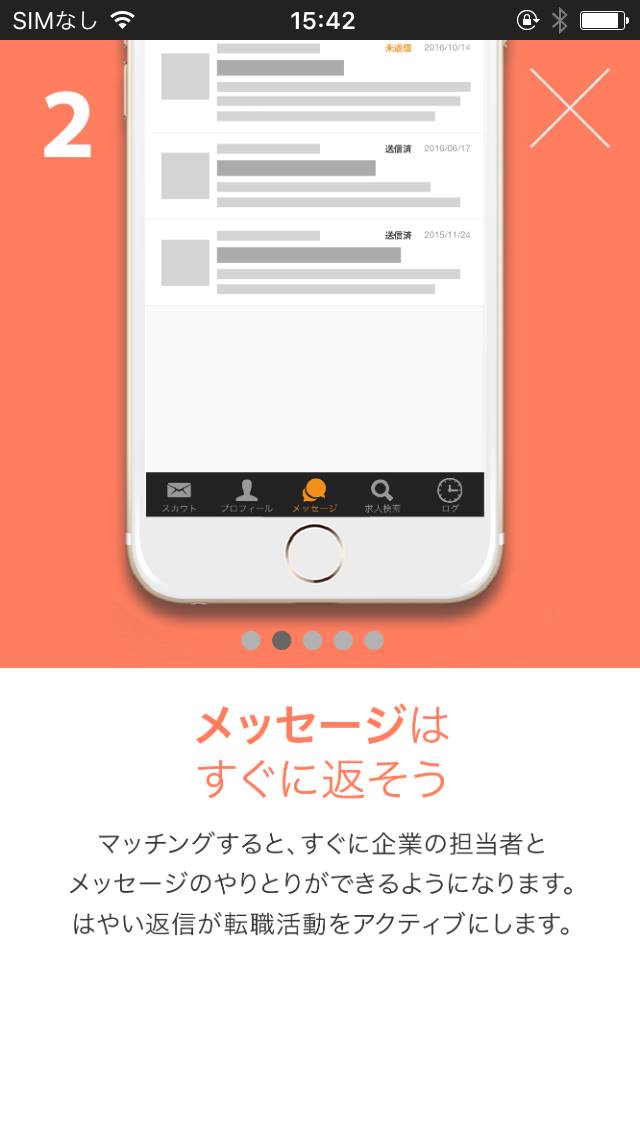 SIMなし
15:42
2
未返信 2016/10/14
送信済 2016/06/17
送信済 2015/11/24
スカウト プロフィール メッセージ 求人検索 ログ
メッセージは
すぐに返そう
マッチングすると、すぐに企業の担当者と
メッセージのやりとりができるようになります。
はやい返信が転職活動をアクティブにします。